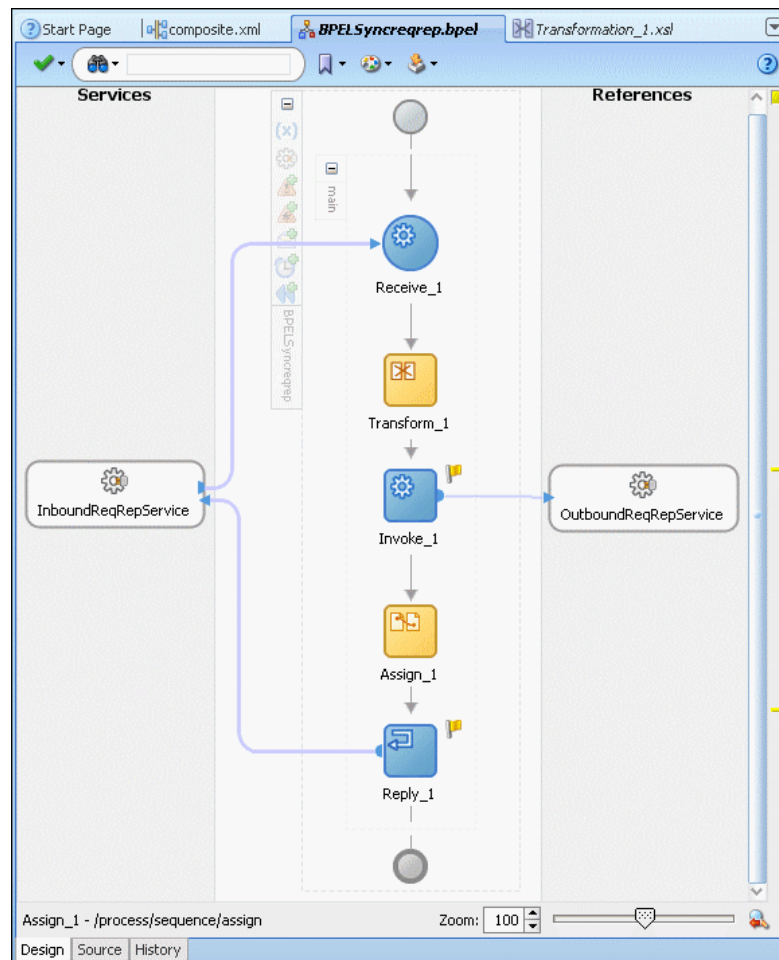 Start Page composite.xml BPELSyncreqrep.bpel Transformation_1.xsl
Services References
main
Receive_1
BPELSyncreqrep
Transform_1
InboundReqRepService
OutboundReqRepService
Invoke_1
Assign_1
Reply_1
Assign_1 - /process/sequence/assign Zoom: 100
Design Source History